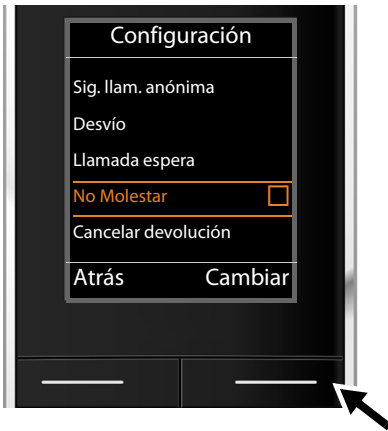 Configuración
Sig. llam. anónima
Desvío
Llamada espera
No Molestar
Cancelar devolución
Atrás Cambiar